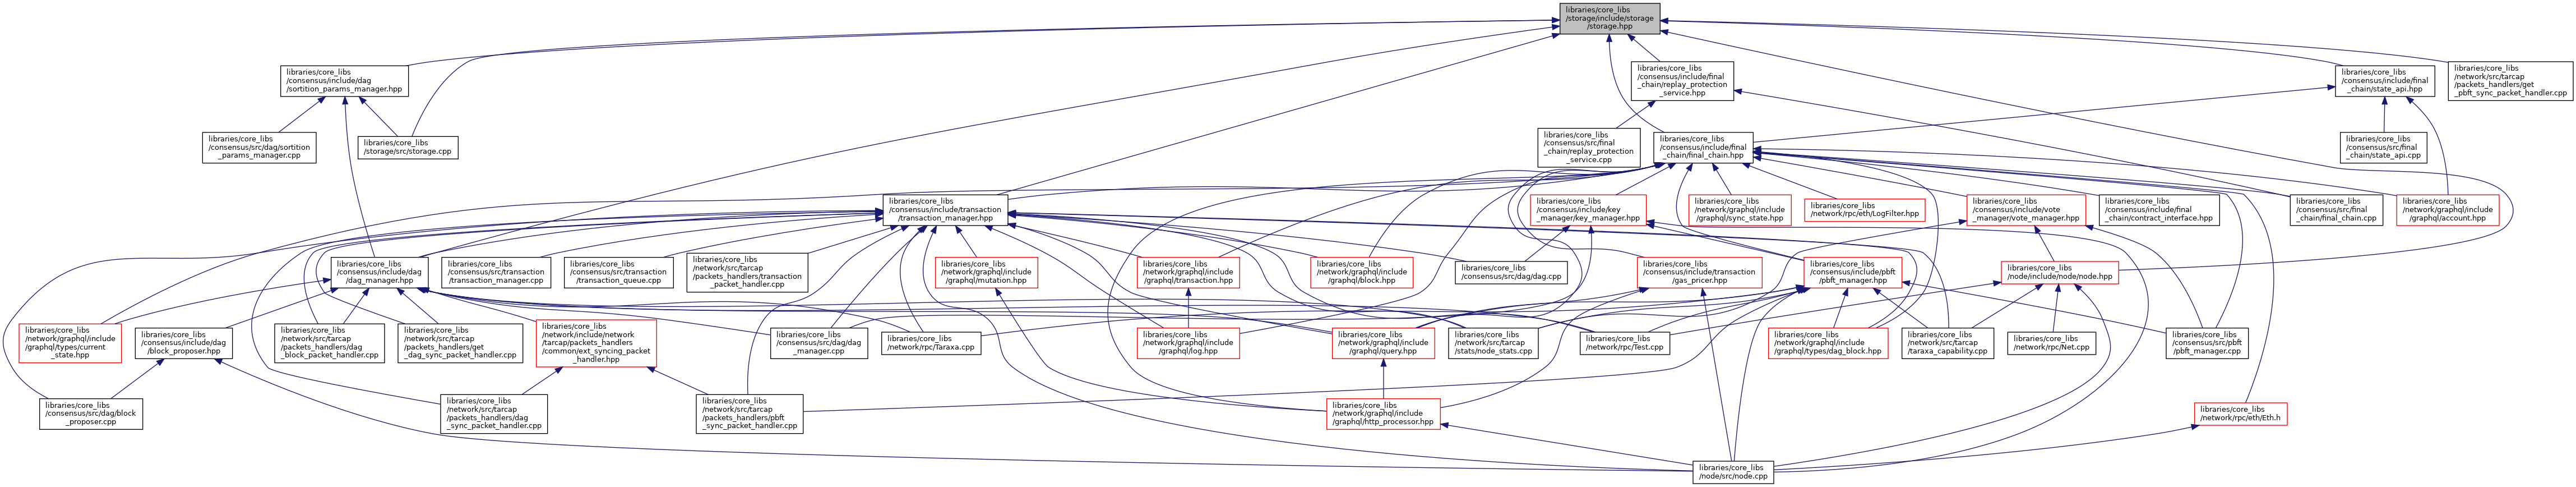 libraries/core_libs
/storage/include/storage
/storage.hpp
libraries/core_libs
/consensus/include/dag
/sortition_params_manager.hpp
libraries/core_libs
/consensus/include/final
_chain/replay_protection
_service.hpp
libraries/core_libs
/consensus/include/final
_chain/state_api.hpp
libraries/core_libs
/network/src/tarcap
/packets_handlers/get
_pbft_sync_packet_handler.cpp
libraries/core_libs
/consensus/src/dag/sortition
_params_manager.cpp
libraries/core_libs
/storage/src/storage.cpp
libraries/core_libs
/consensus/src/final
_chain/replay_protection
_service.cpp
libraries/core_libs
/consensus/include/final
_chain/final_chain.hpp
libraries/core_libs
/consensus/src/final
_chain/state_api.cpp
libraries/core_libs
/consensus/include/transaction
/transaction_manager.hpp
libraries/core_libs
/consensus/include/key
_manager/key_manager.hpp
libraries/core_libs
/network/graphql/include
/graphql/sync_state.hpp
libraries/core_libs
/network/rpc/eth/LogFilter.hpp
libraries/core_libs
/consensus/include/vote
_manager/vote_manager.hpp
libraries/core_libs
/consensus/include/final
_chain/contract_interface.hpp
libraries/core_libs
/consensus/src/final
_chain/final_chain.cpp
libraries/core_libs
/network/graphql/include
/graphql/account.hpp
libraries/core_libs
/consensus/include/dag
/dag_manager.hpp
libraries/core_libs
/consensus/src/transaction
/transaction_manager.cpp
libraries/core_libs
/consensus/src/transaction
/transaction_queue.cpp
libraries/core_libs
/network/src/tarcap
/packets_handlers/transaction
_packet_handler.cpp
libraries/core_libs
/network/graphql/include
/graphql/mutation.hpp
libraries/core_libs
/network/graphql/include
/graphql/transaction.hpp
libraries/core_libs
/network/graphql/include
/graphql/block.hpp
libraries/core_libs
/consensus/src/dag/dag.cpp
libraries/core_libs
/consensus/include/transaction
/gas_pricer.hpp
libraries/core_libs
/consensus/include/pbft
/pbft_manager.hpp
libraries/core_libs
/node/include/node/node.hpp
libraries/core_libs
/network/graphql/include
/graphql/types/current
_state.hpp
libraries/core_libs
/consensus/include/dag
/block_proposer.hpp
libraries/core_libs
/network/src/tarcap
/packets_handlers/dag
_block_packet_handler.cpp
libraries/core_libs
/network/src/tarcap
/packets_handlers/get
_dag_sync_packet_handler.cpp
libraries/core_libs
network/include/network
/tarcap/packets_handlers
/common/ext_syncing_packet
_handler.hpp
libraries/core_libs
/consensus/src/dag/dag
_manager.cpp
libraries/core_libs
/network/rpc/Taraxa.cpp
libraries/core_libs
/network/graphql/include
/graphql/log.hpp
libraries/core_libs
/network/graphql/include
/graphql/query.hpp
libraries/core_libs
/network/src/tarcap
/stats/node_stats.cpp
libraries/core_libs
/network/rpc/Test.cpp
libraries/core_libs
/network/graphql/include
/graphql/types/dag_block.hpp
libraries/core_libs
/network/src/tarcap
/taraxa_capability.cpp
libraries/core_libs
/network/rpc/Net.cpp
libraries/core_libs
/consensus/src/pbft
/pbft_manager.cpp
libraries/core_libs
/consensus/src/dag/block
_proposer.cpp
libraries/core_libs
/network/src/tarcap
/packets_handlers/dag
_sync_packet_handler.cpp
libraries/core_libs
/network/src/tarcap
/packets_handlers/pbft
_sync_packet_handler.cpp
libraries/core_libs
/network/graphql/include
/graphql/http_processor.hpp
libraries/core_libs
/network/rpc/eth/Eth.h
libraries/core_libs
/node/src/node.cpp